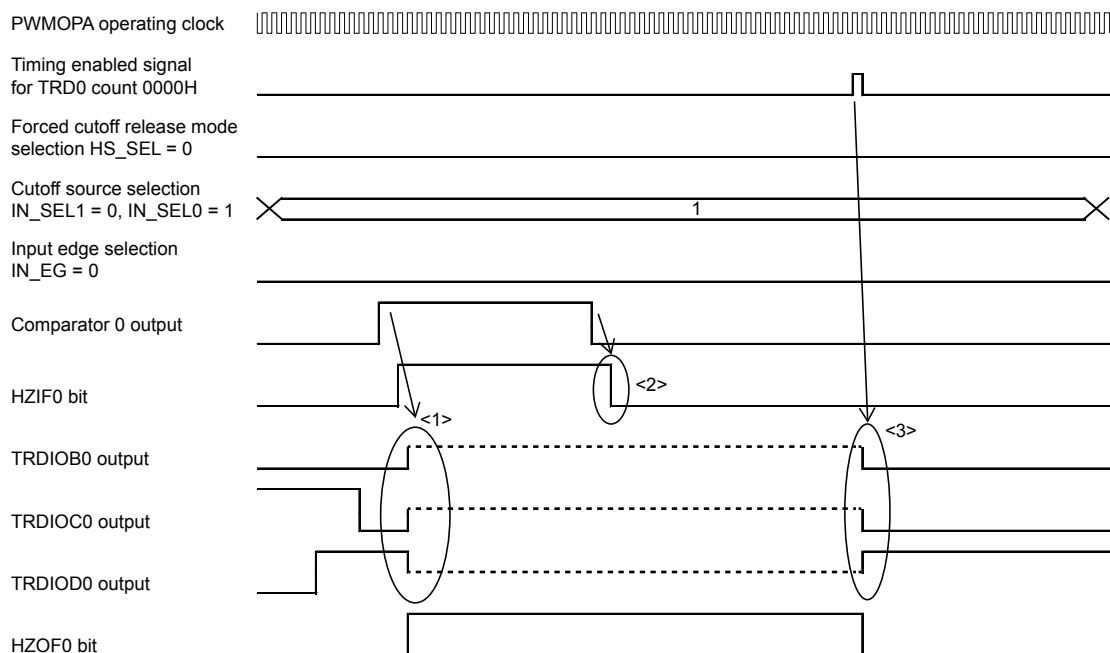 PWMOPA operating clock
Timing enabled signal
for TRD0 count 0000H
Forced cutoff release mode
selection HS_SEL = 0
Cutoff source selection
IN_SEL1 = 0, IN_SEL0 = 1
1
Input edge selection
IN_EG = 0
Comparator 0 output
HZIF0 bit
<2>
<1>
<3>
TRDIOB0 output
TRDIOC0 output
TRDIOD0 output
HZOF0 bit